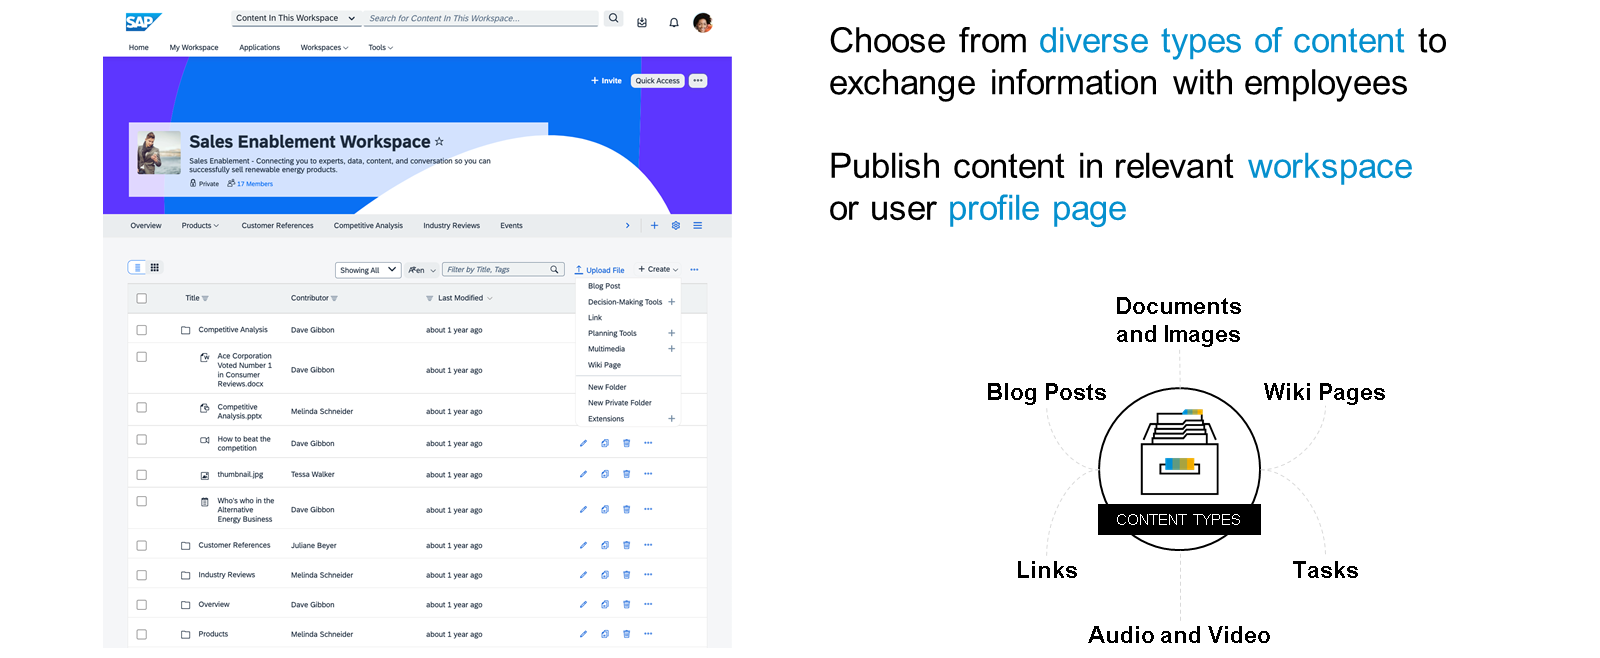 SAP
Content In This Workspace
Search for Content In This Workspace...
Home My Workspace Applications Workspaces Tools
+ Invite Quick Access
Sales Enablement Workspace
Sales Enablement - Connecting you to experts, data, content, and conversation so you can
successfully sell renewable energy products.
Private 17 Members
Overview Products Customer References Competitive Analysis Industry Reviews Events
Showing All en Filter by Title, Tags Upload File + Create
Title Contributor Last Modified
Blog Post
Decision-Making Tools +
Link
Planning Tools +
Multimedia +
Wiki Page
New Folder
New Private Folder
Extensions +
Competitive Analysis Dave Gibbon about 1 year ago
Ace Corporation
Voted Number 1
in Consumer
Reviews.docx
Dave Gibbon about 1 year ago
Competitive
Analysis.pptx
Melinda Schneider about 1 year ago
How to beat the
competition
Dave Gibbon about 1 year ago
thumbnail.jpg Tessa Walker about 1 year ago
Who's who in the
Alternative
Energy Business
Dave Gibbon about 1 year ago
Customer References Juliane Beyer about 1 year ago
Industry Reviews Melinda Schneider about 1 year ago
Overview Dave Gibbon about 1 year ago
Products Melinda Schneider about 1 year ago
Choose from diverse types of content to
exchange information with employees
Publish content in relevant workspace
or user profile page
Documents
and Images
Blog Posts
Wiki Pages
CONTENT TYPES
Links
Tasks
Audio and Video